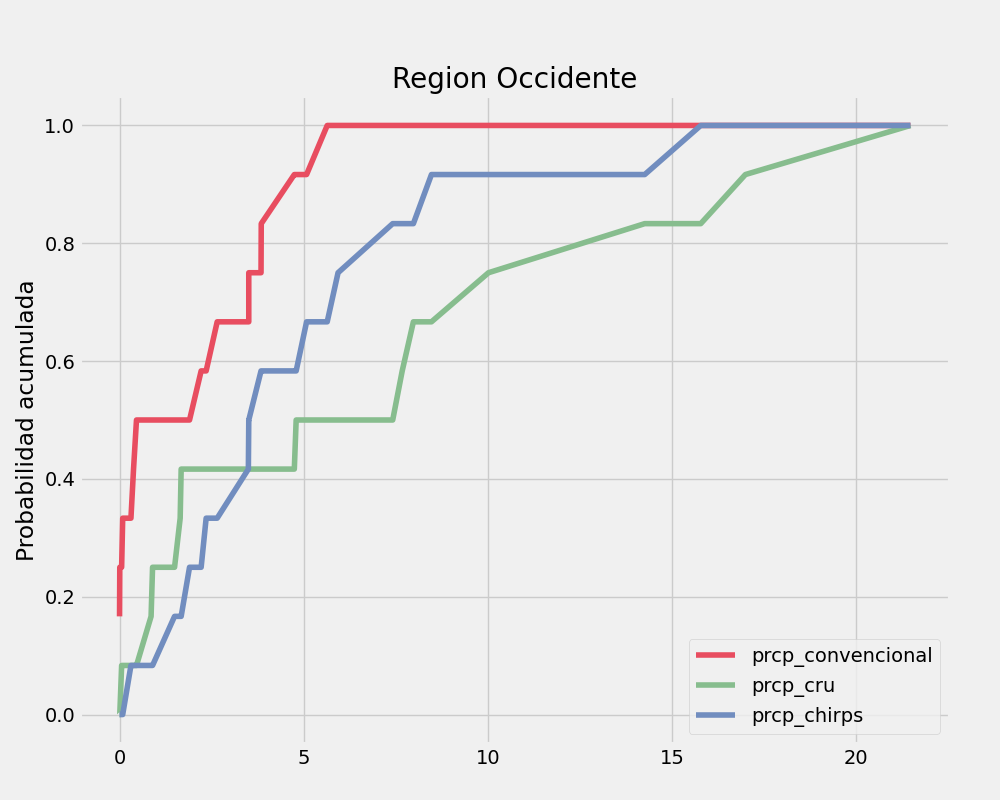 Region Occidente
Probabilidad acumulada
1.0
0.8
0.6
0.4
0.2
0.0
0
5
10
15
20
prcp_convencional
prcp_cru
prcp_chirps